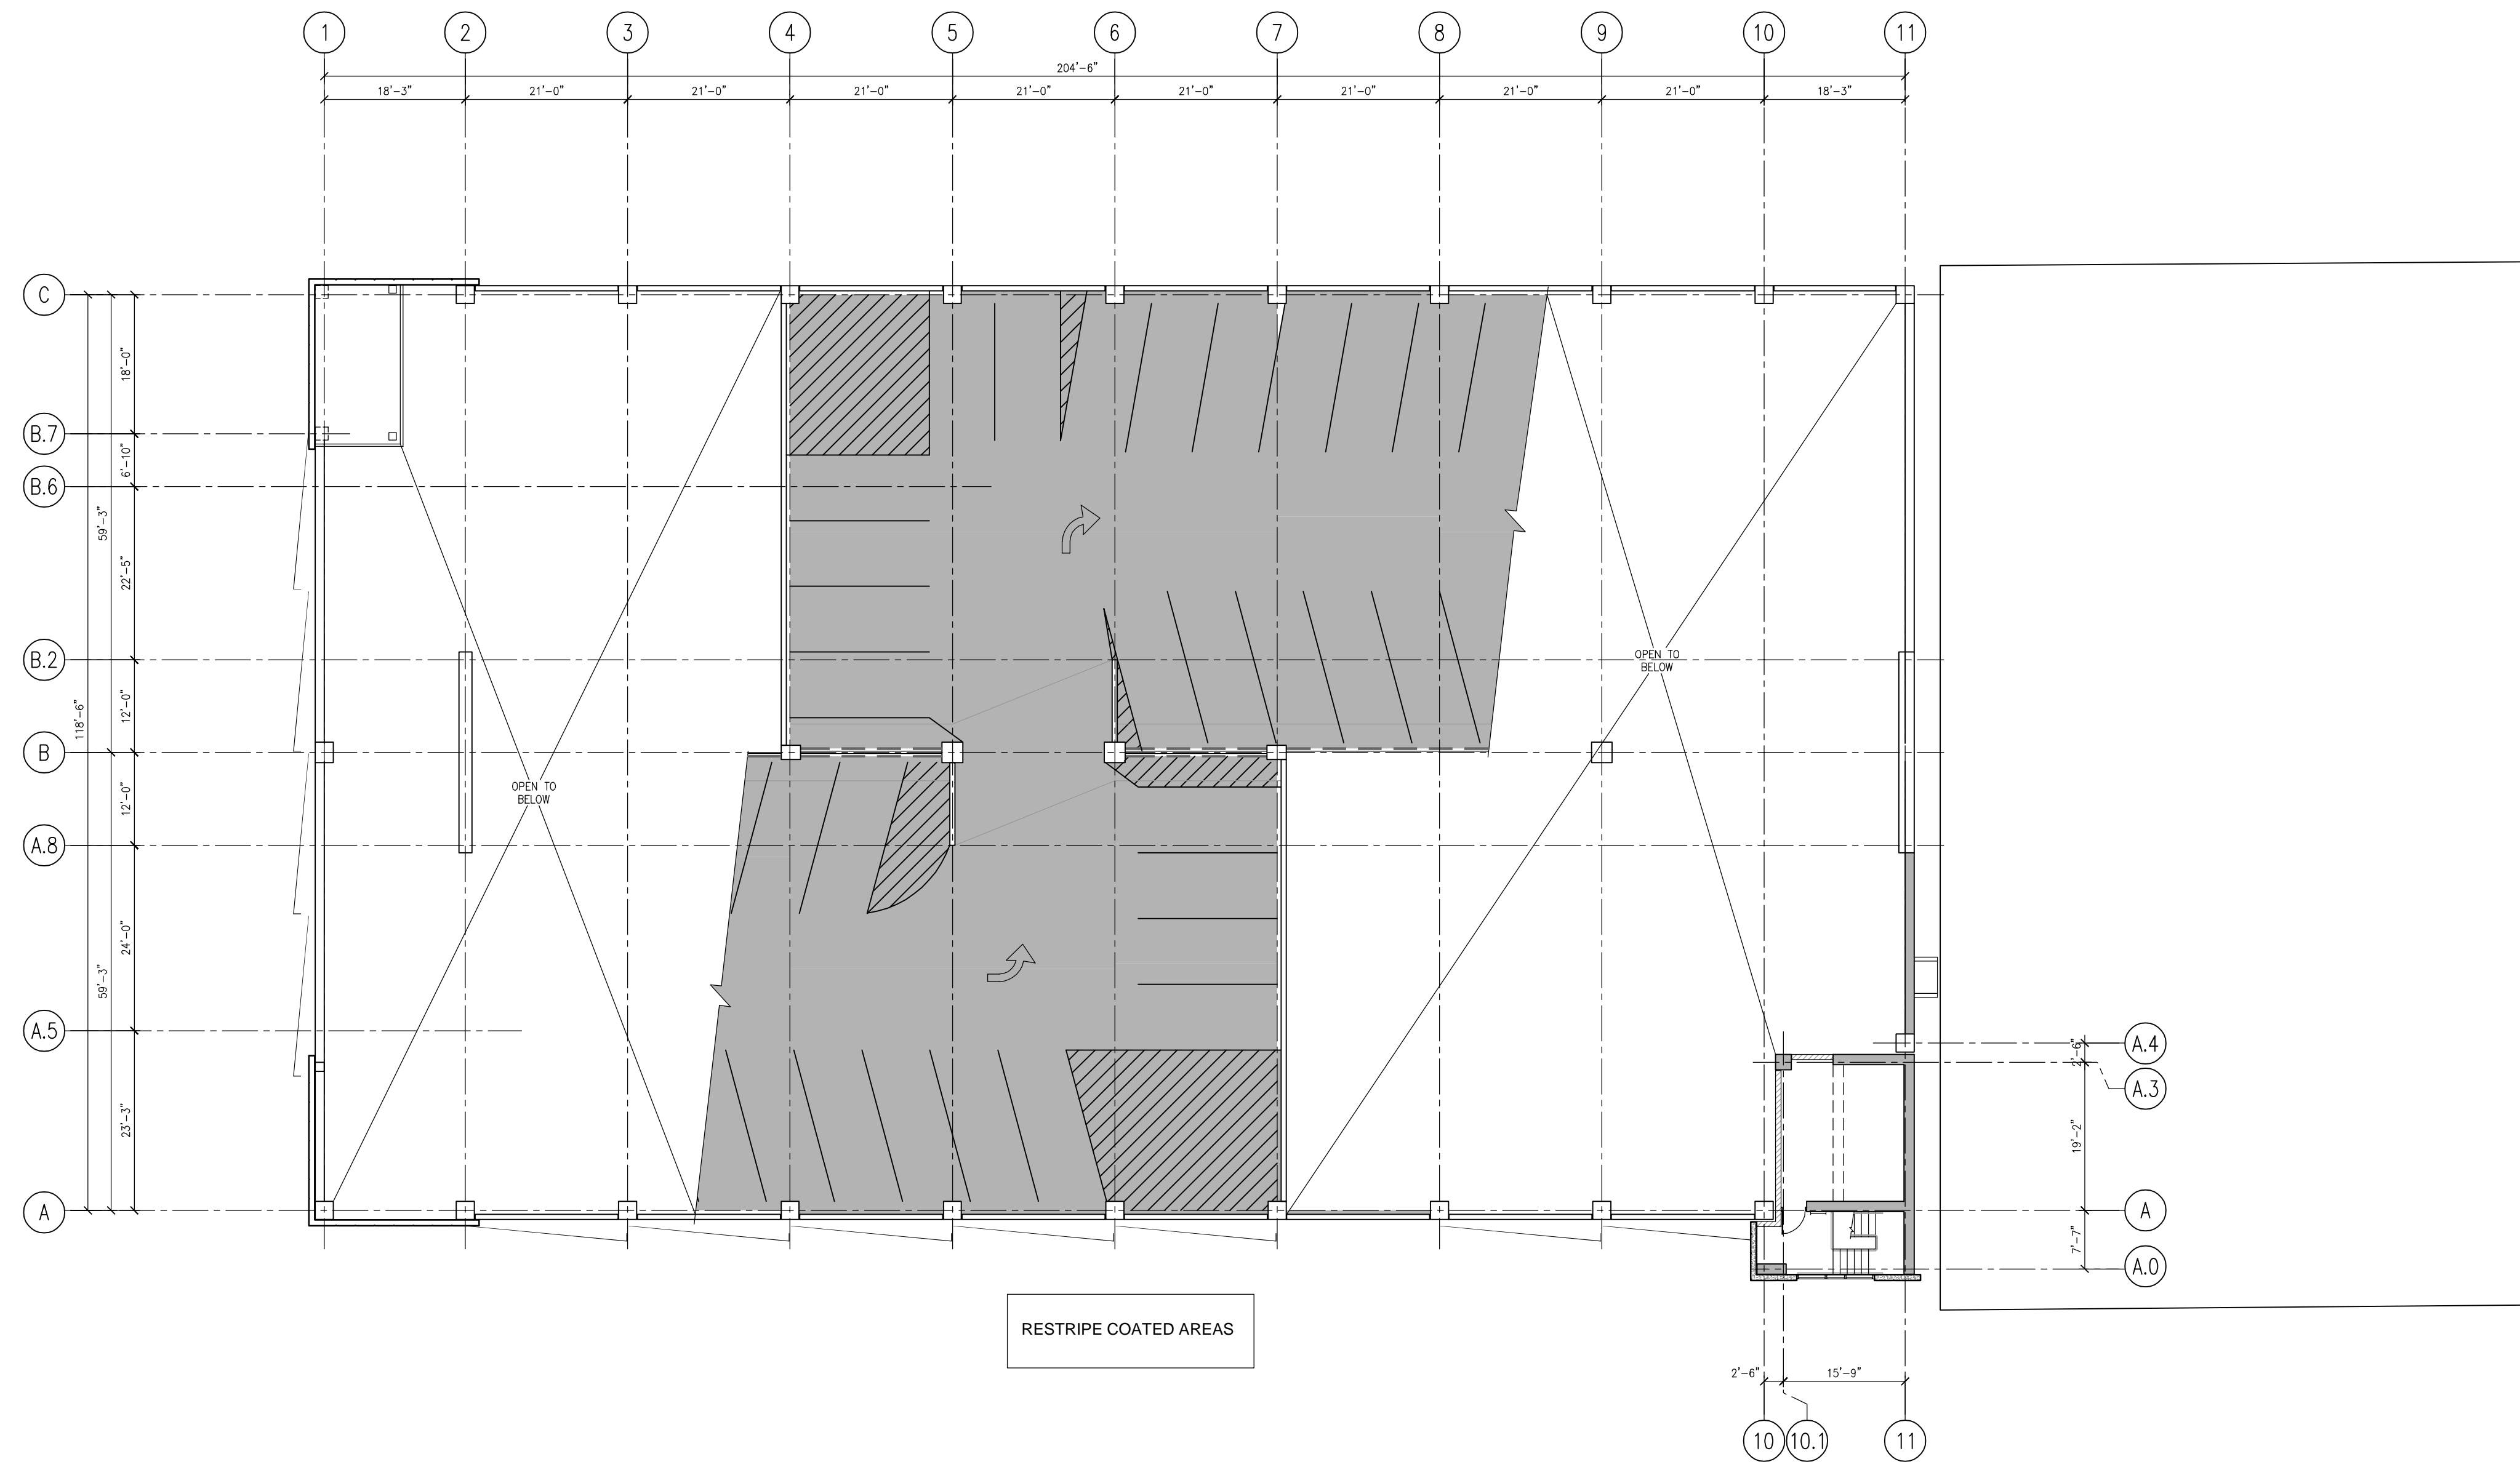 1 2 3 4 5 6 7 8 9 10 11
204'-6"
18'-3" 21'-0" 21'-0" 21'-0" 21'-0" 21'-0" 21'-0" 21'-0" 21'-0" 18'-3"
C
18'-0"
B.7
6'-10"
B.6
59'-3"
22'-5"
B.2
OPEN TO
BELOW
118'-6"
12'-0"
B
OPEN TO
BELOW
12'-0"
A.8
24'-0"
59'-3"
A.5
23'-3"
A
2'-6"
A.4
A.3
19'-2"
A
7'-7"
A.0
RESTRIPE COATED AREAS
2'-6" 15'-9"
10 10.1 11